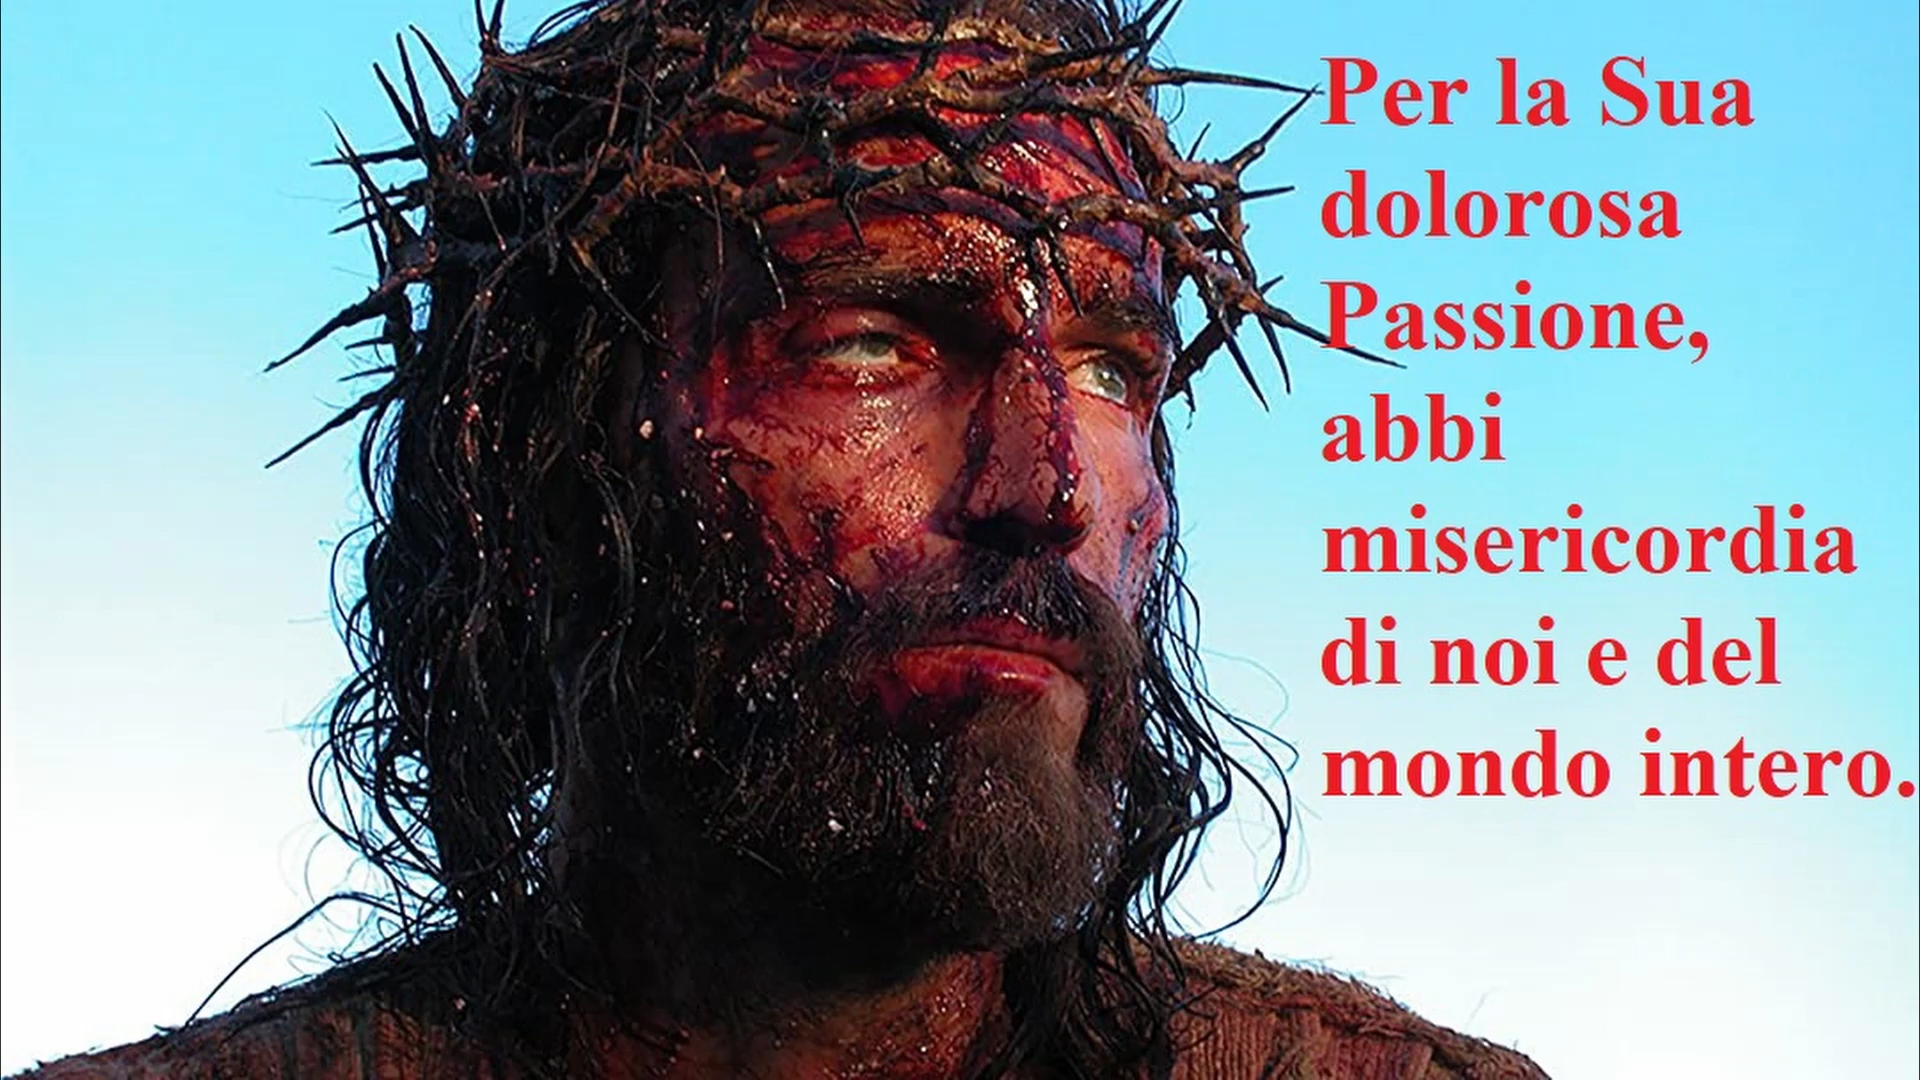 Per la Sua
dolorosa
Passione,
abbi
misericordia
di noi e del
mondo intero.